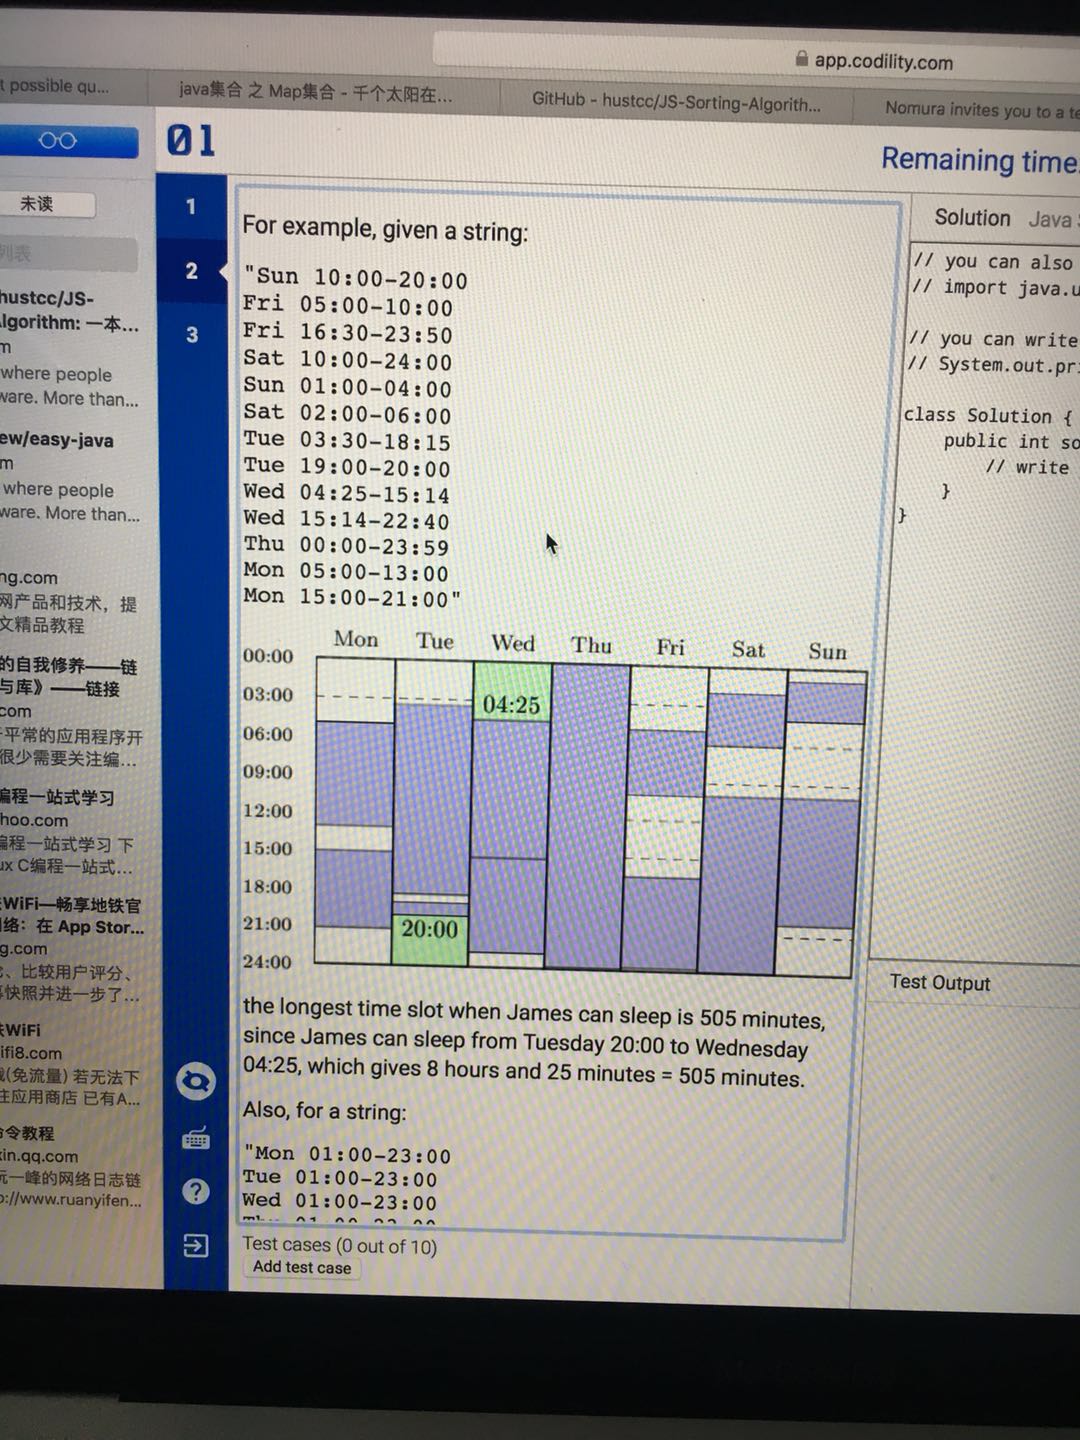 app.codility.com
t possible qu...
java集合 之 Map集合 - 千个太阳在...
GitHub - hustcc/JS-Sorting-Algorith...
Nomura invites you to a te
01
Remaining time
未读
列表
hustcc/JS-
Algorithm: 一本...
m
where people
ware. More than...
ew/easy-java
m
where people
ware. More than...
ng.com
网产品和技术，提
文精品教程
的自我修养——链
与库》——链接
com
平常的应用程序开
很少需要关注编...
编程一站式学习
hoo.com
编程一站式学习 下
ux C编程一站式...
WiFi—畅享地铁官
络：在 App Stor...
g.com
、比较用户评分、
幕快照并进一步了...
WiFi
ifi8.com
(免流量) 若无法下
注应用商店 已有A...
令教程
xin.qq.com
阮一峰的网络日志链
://www.ruanyifen...
1
2
3
For example, given a string:
"Sun 10:00-20:00
Fri 05:00-10:00
Fri 16:30-23:50
Sat 10:00-24:00
Sun 01:00-04:00
Sat 02:00-06:00
Tue 03:30-18:15
Tue 19:00-20:00
Wed 04:25-15:14
Wed 15:14-22:40
Thu 00:00-23:59
Mon 05:00-13:00
Mon 15:00-21:00"
Mon Tue Wed Thu Fri Sat Sun
00:00
03:00
04:25
06:00
09:00
12:00
15:00
18:00
21:00
20:00
24:00
the longest time slot when James can sleep is 505 minutes,
since James can sleep from Tuesday 20:00 to Wednesday
04:25, which gives 8 hours and 25 minutes = 505 minutes.
Also, for a string:
"Mon 01:00-23:00
Tue 01:00-23:00
Wed 01:00-23:00
Test cases (0 out of 10)
Add test case
?
Solution Java
// you can also
// import java.u
// you can write
// System.out.pri
class Solution {
public int so
// write
}
}
Test Output